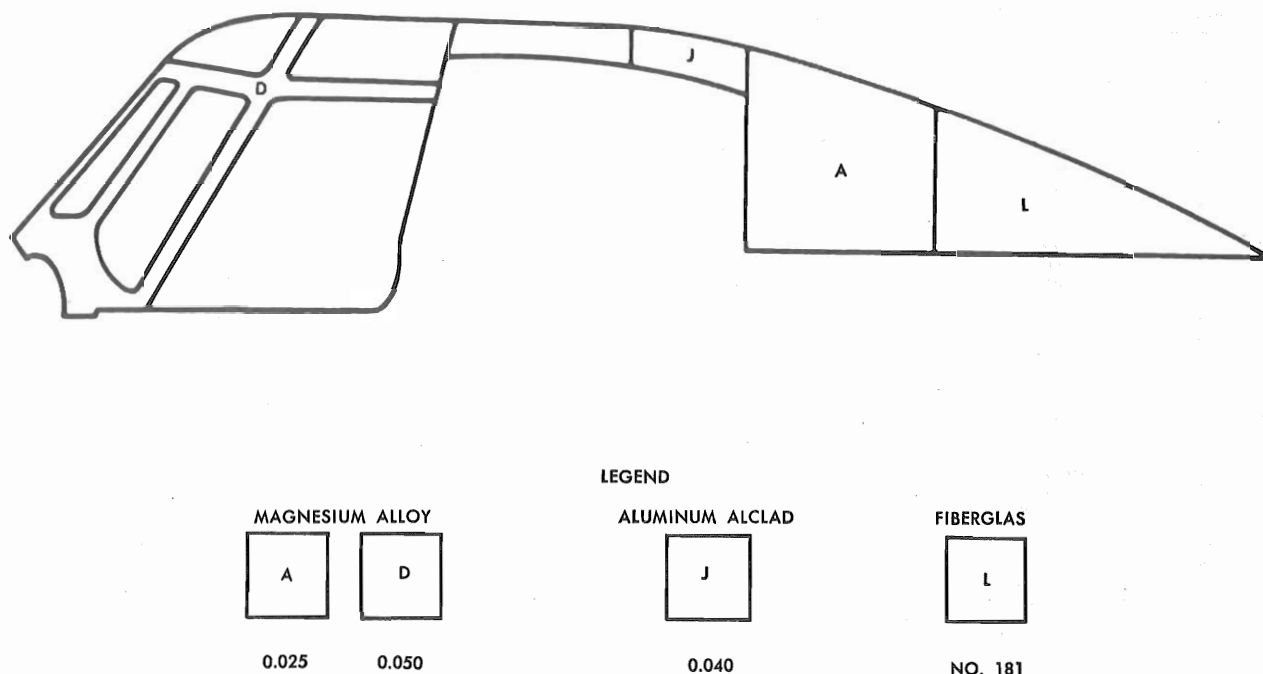 J
D
A
L
LEGEND
MAGNESIUM ALLOY
ALUMINUM ALCLAD
FIBERGLAS
A
D
J
L
0.025
0.050
0.040
NO. 181